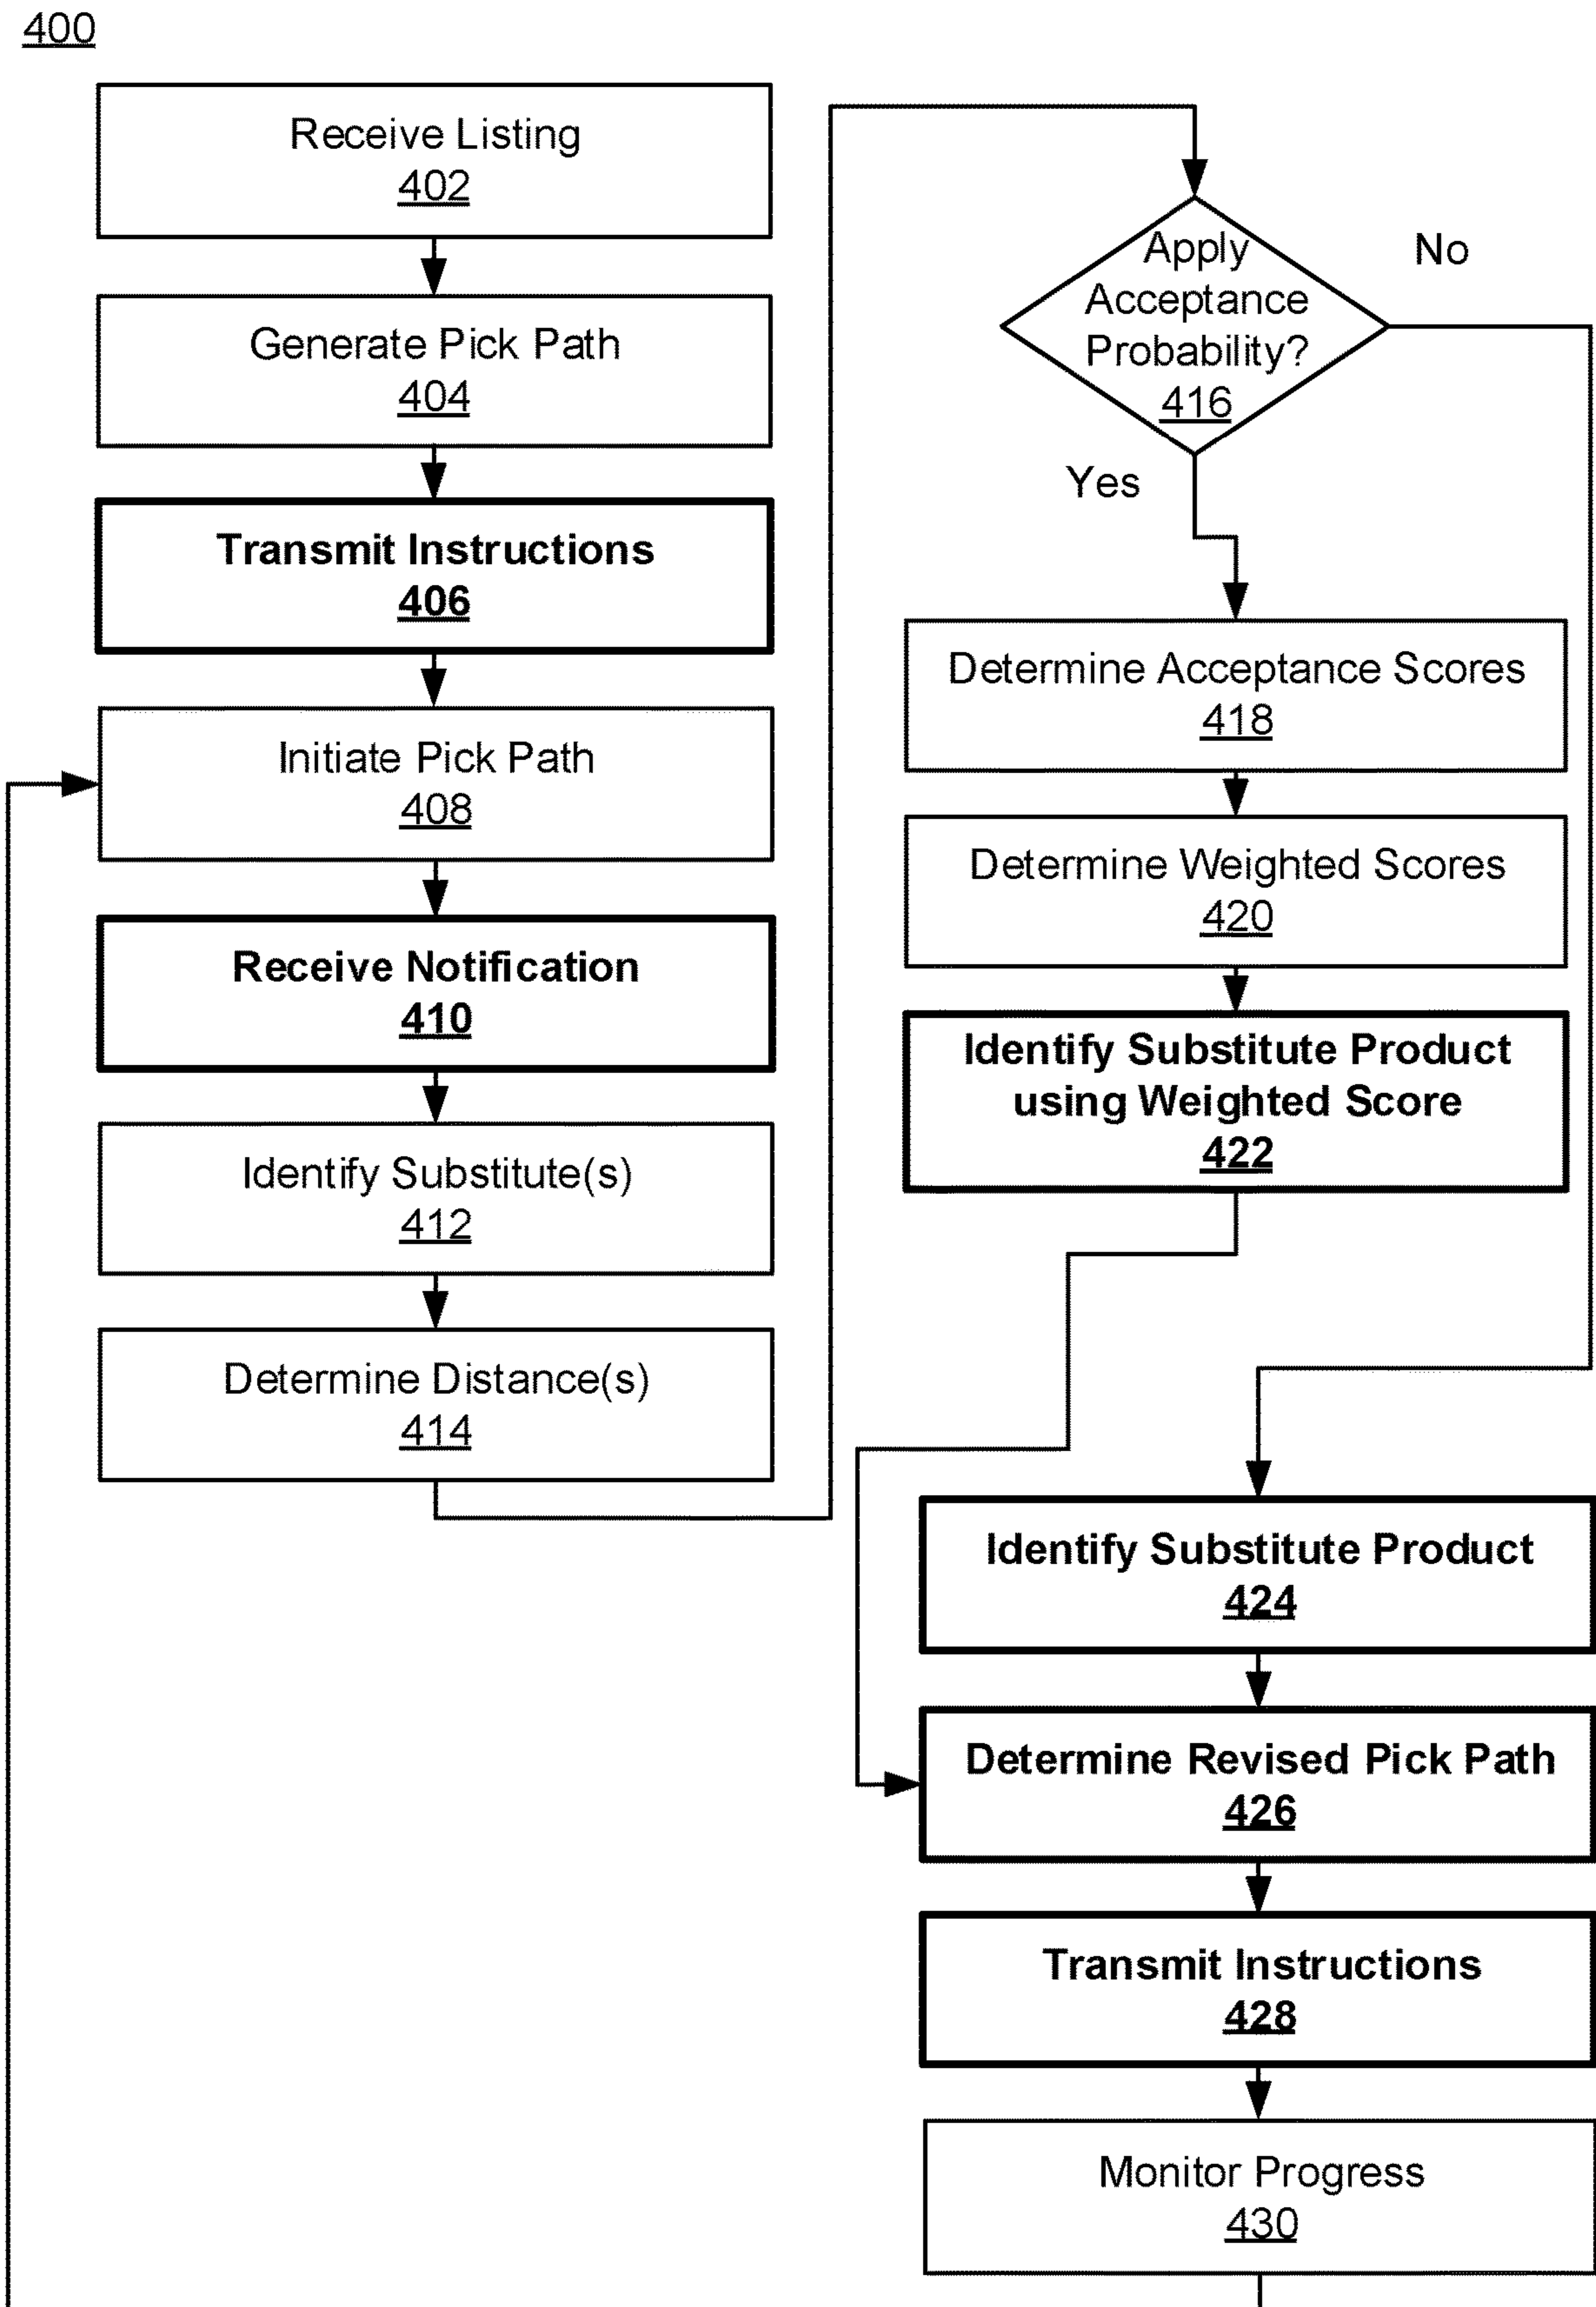 400
Receive Listing
402
Generate Pick Path
404
Transmit Instructions
406
Initiate Pick Path
408
Receive Notification
410
Identify Substitute(s)
412
Determine Distance(s)
414
Apply
Acceptance
Probability?
416
No
Yes
Determine Acceptance Scores
418
Determine Weighted Scores
420
Identify Substitute Product
using Weighted Score
422
Identify Substitute Product
424
Determine Revised Pick Path
426
Transmit Instructions
428
Monitor Progress
430